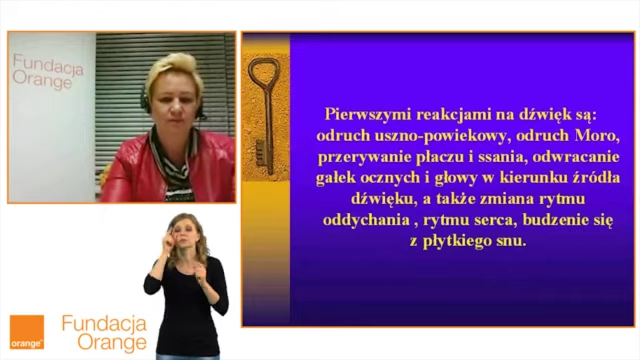 Fundacja
Orange
Pierwszymi reakcjami na dźwięk są:
odruch uszno-powiekowy, odruch Moro,
przerywanie płaczu i ssania, odwracanie
gałek ocznych i głowy w kierunku źródła
dźwięku, a także zmiana rytmu
oddychania , rytmu serca, budzenie się
z płytkiego snu.
orange™
Fundacja
Orange